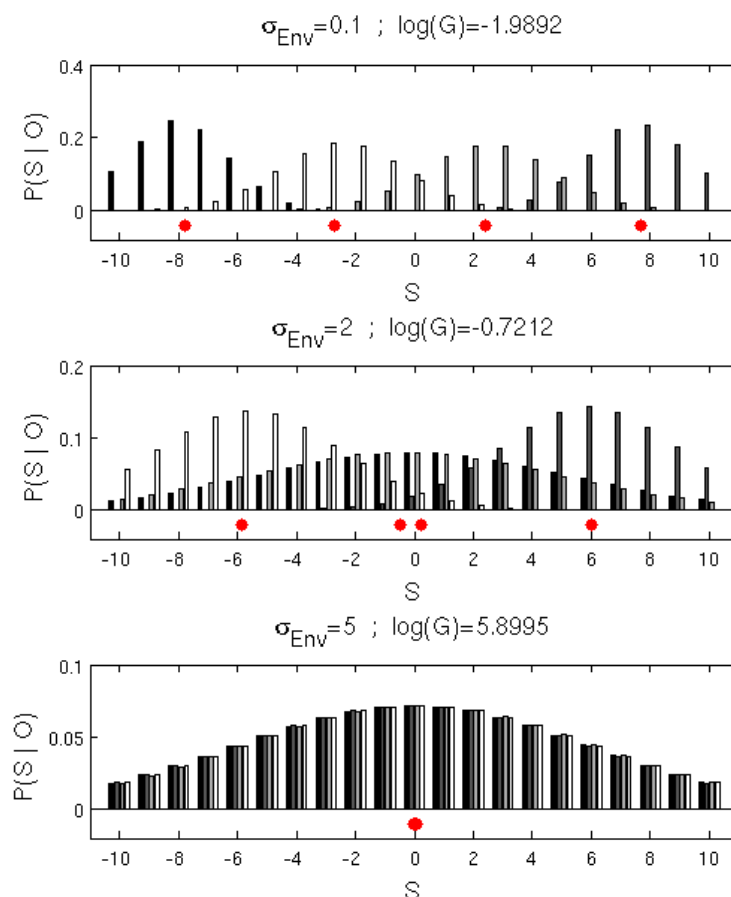 σEnv=0.1 ; log(G)=-1.9892
0.4
0.2
0
P(S | O)
-10 -8 -6 -4 -2 0 2 4 6 8 10
S
σEnv=2 ; log(G)=-0.7212
0.2
0.1
0
P(S | O)
-10 -8 -6 -4 -2 0 2 4 6 8 10
S
σEnv=5 ; log(G)=5.8995
0.1
0.05
0
P(S | O)
-10 -8 -6 -4 -2 0 2 4 6 8 10
S